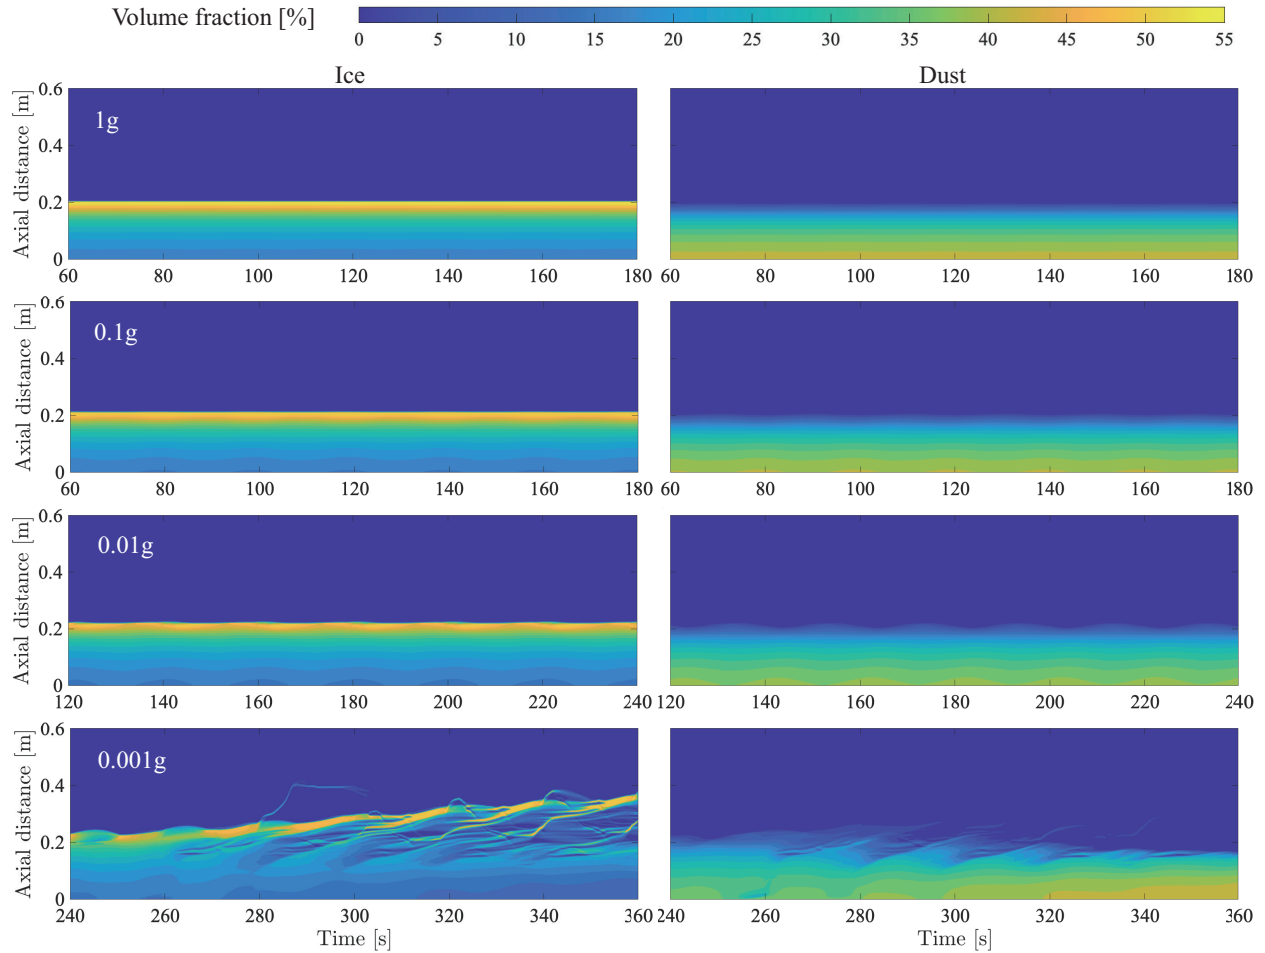 Volume fraction [%]
0 5 10 15 20 25 30 35 40 45 50 55
Ice Dust
Axial distance [m]
0.6
0.4
0.2
0
1g
60 80 100 120 140 160 180
60 80 100 120 140 160 180
Axial distance [m]
0.6
0.4
0.2
0
0.1g
60 80 100 120 140 160 180
60 80 100 120 140 160 180
Axial distance [m]
0.6
0.4
0.2
0
0.01g
120 140 160 180 200 220 240
120 140 160 180 200 220 240
Axial distance [m]
0.6
0.4
0.2
0
0.001g
240 260 280 300 320 340 360
240 260 280 300 320 340 360
Time [s] Time [s]